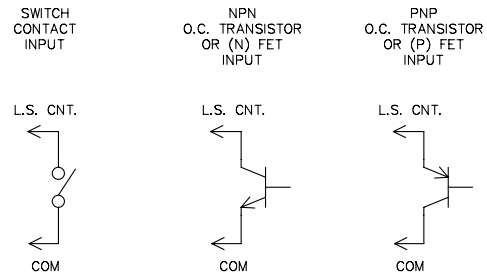 SWITCH
CONTACT
INPUT
NPN
O.C. TRANSISTOR
OR (N) FET
INPUT
PNP
O.C. TRANSISTOR
OR (P) FET
INPUT
L.S. CNT.
L.S. CNT.
L.S. CNT.
COM
COM
COM